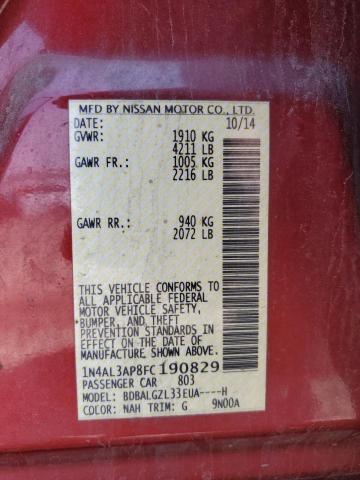 MFD BY NISSAN MOTOR CO., LTD.
DATE: 10/14
GVWR: 1910 KG
4211 LB
GAWR FR: 1005 KG
2216 LB
GAWR RR: 940 KG
2072 LB
THIS VEHICLE CONFORMS TO
ALL APPLICABLE FEDERAL
MOTOR VEHICLE SAFETY,
BUMPER, AND THEFT
PREVENTION STANDARDS IN
EFFECT ON THE DATE OF
MANUFACTURE SHOWN ABOVE.
1N4AL3AP8FC190829
PASSENGER CAR 803
MODEL: BDBALGZL33EUA----H
COLOR: NAH TRIM: G 9N00A